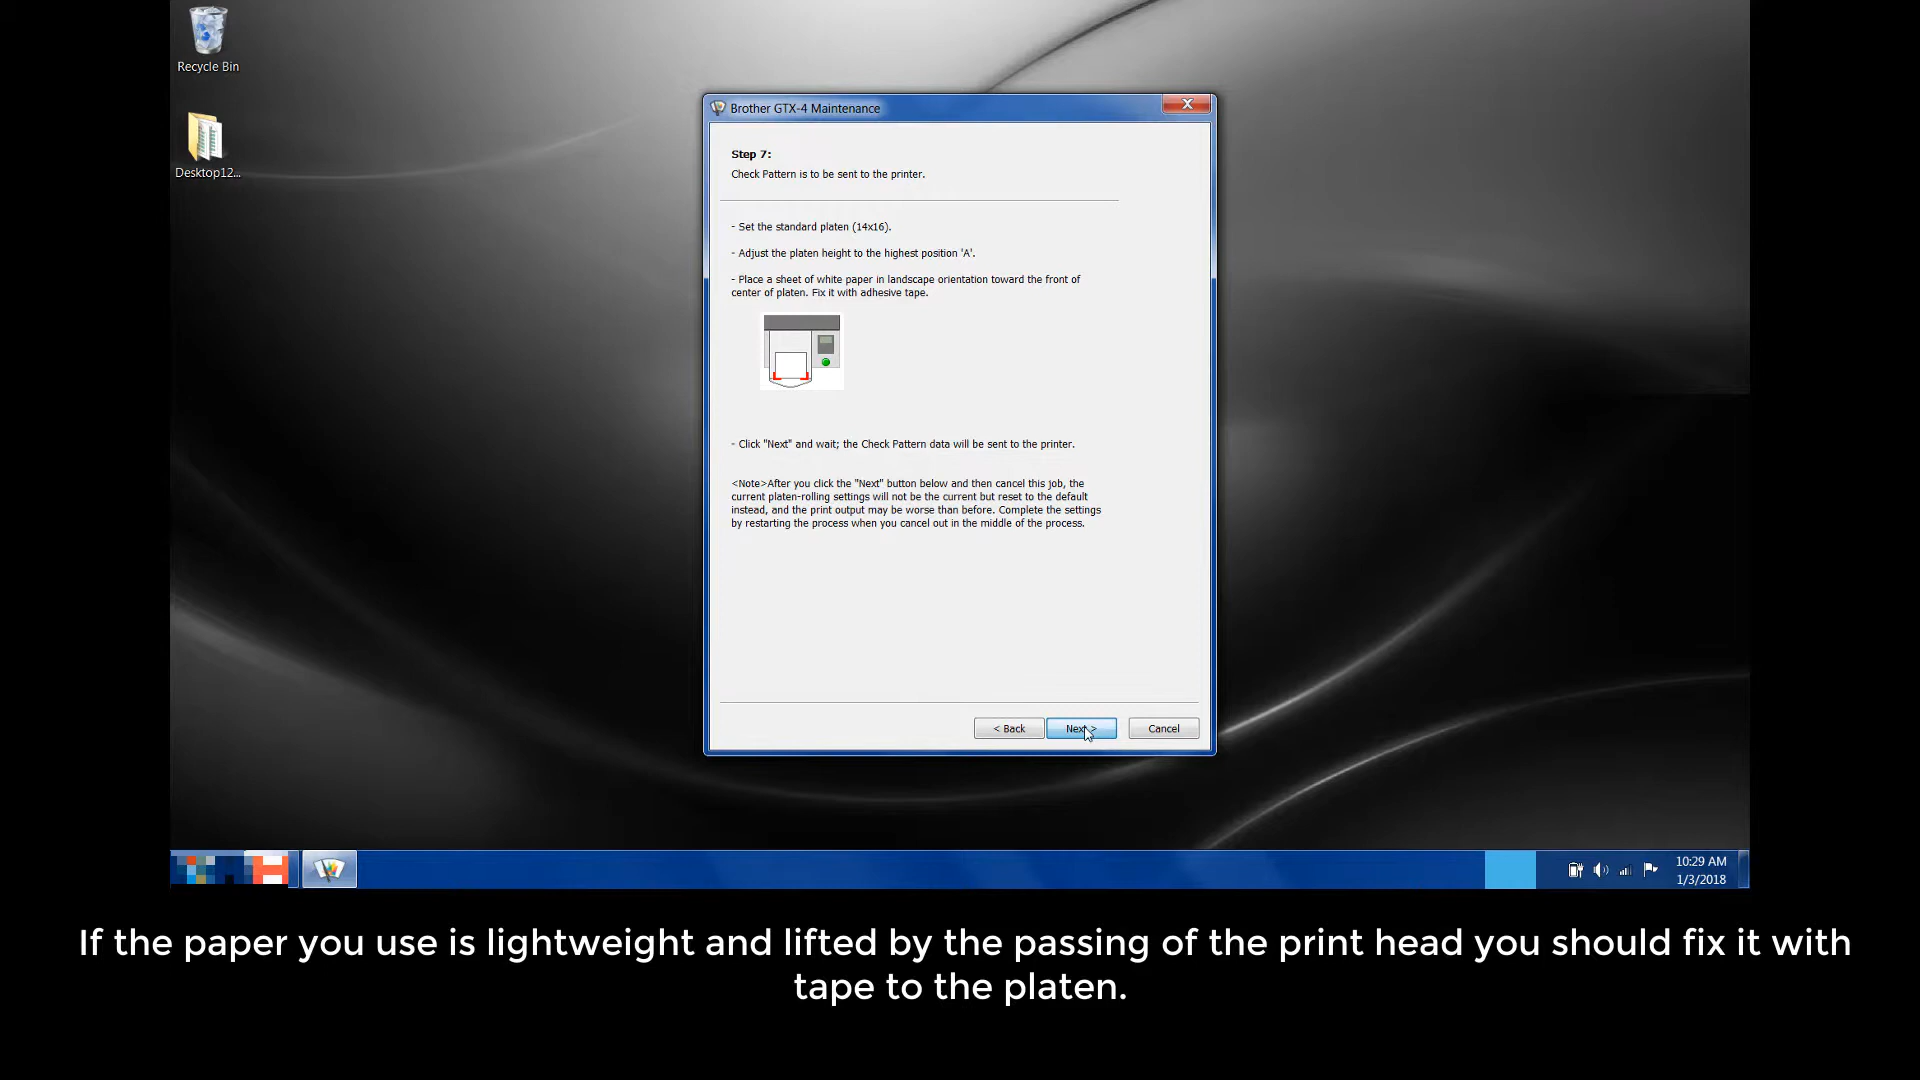 Recycle Bin
Desktop12...
Brother GTX-4 Maintenance
Step 7:
Check Pattern is to be sent to the printer.
- Set the standard platen (14x16).
- Adjust the platen height to the highest position 'A'.
- Place a sheet of white paper in landscape orientation toward the front of
center of platen. Fix it with adhesive tape.
- Click "Next" and wait; the Check Pattern data will be sent to the printer.
<Note>After you click the "Next" button below and then cancel this job, the
current platen-rolling settings will not be the current but reset to the default
instead, and the print output may be worse than before. Complete the settings
by restarting the process when you cancel out in the middle of the process.
< Back
Next >
Cancel
10:29 AM
1/3/2018
If the paper you use is lightweight and lifted by the passing of the print head you should fix it with
tape to the platen.